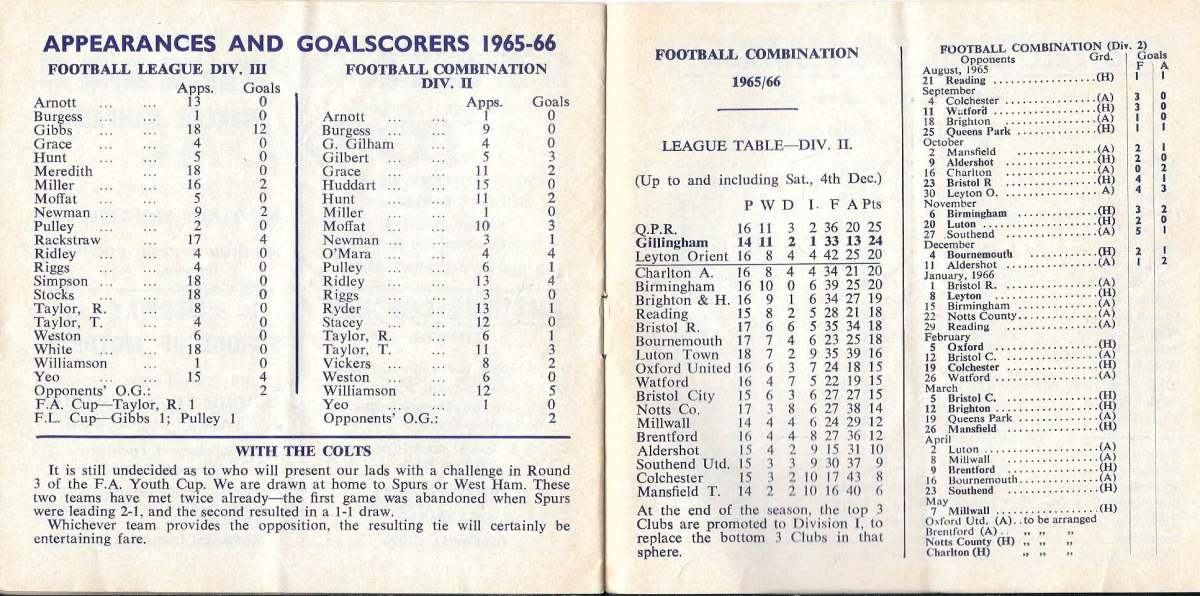 APPEARANCES AND GOALSCORERS 1965-66
FOOTBALL LEAGUE DIV. III
Apps. Goals
Arnott ... ... 13 0
Burgess ... ... 1 0
Gibbs ... ... 18 12
Grace ... ... 4 0
Hunt ... ... 5 0
Meredith ... 18 0
Miller ... ... 16 2
Moffat ... ... 5 0
Newman ... ... 9 2
Pulley ... ... 2 0
Rackstraw ... 17 4
Ridley ... ... 4 0
Riggs ... ... 4 0
Simpson ... ... 18 0
Stocks ... ... 18 0
Taylor, R. ... 8 0
Taylor, T. ... 4 0
Weston ... ... 6 0
White ... ... 18 0
Williamson ... 1 0
Yeo ... ... 15 4
Opponents' O.G.: 2
F.A. Cup—Taylor, R. 1
F.L. Cup—Gibbs 1; Pulley 1
FOOTBALL COMBINATION
DIV. II
Apps. Goals
Arnott ... ... 1 0
Burgess ... 9 0
G. Gilham ... 4 0
Gilbert ... 5 3
Grace ... ... 11 2
Huddart ... 15 0
Hunt ... ... 11 2
Miller ... ... 1 0
Moffat ... ... 10 3
Newman ... 3 1
O'Mara ... ... 4 4
Pulley ... ... 6 1
Ridley ... ... 13 4
Riggs ... ... 3 0
Ryder ... ... 13 1
Stacey ... ... 12 0
Taylor, R. ... 6 1
Taylor, T. ... 11 3
Vickers ... 8 2
Weston ... ... 6 0
Williamson ... 12 5
Yeo ... ... 1 0
Opponents' O.G.: 2
WITH THE COLTS
It is still undecided as to who will present our lads with a challenge in Round
3 of the F.A. Youth Cup. We are drawn at home to Spurs or West Ham. These
two teams have met twice already—the first game was abandoned when Spurs
were leading 2-1, and the second resulted in a 1-1 draw.
Whichever team provides the opposition, the resulting tie will certainly be
entertaining fare.
FOOTBALL COMBINATION
1965/66
LEAGUE TABLE—DIV. II.
(Up to and including Sat., 4th Dec.)
P W D L F A Pts
Q.P.R. 16 11 3 2 36 20 25
Gillingham 14 11 2 1 33 13 24
Leyton Orient 16 8 4 4 42 25 20
Charlton A. 16 8 4 4 34 21 20
Birmingham 16 10 0 6 39 25 20
Brighton & H. 16 9 1 6 34 27 19
Reading 15 8 2 5 28 21 18
Bristol R. 17 6 6 5 35 34 18
Bournemouth 17 7 4 6 23 25 18
Luton Town 18 7 2 9 35 39 16
Oxford United 16 6 3 7 24 18 15
Watford 16 4 7 5 22 19 15
Bristol City 15 6 3 6 27 27 15
Notts Co. 17 3 8 6 27 38 14
Millwall 14 4 4 6 24 29 12
Brentford 16 4 4 8 27 36 12
Aldershot 15 4 2 9 15 31 10
Southend Utd. 15 3 3 9 30 37 9
Colchester 15 3 2 10 17 43 8
Mansfield T. 14 2 2 10 16 40 6
At the end of the season, the top 3
Clubs are promoted to Division I, to
replace the bottom 3 Clubs in that
sphere.
FOOTBALL COMBINATION (Div. 2)
Opponents Grd. Goals
F A
August, 1965
21 Reading (H) 1 1
September
4 Colchester (A) 3 0
11 Watford (H) 3 0
18 Brighton (A) 1 0
25 Queens Park (H) 1 1
October
2 Mansfield (A) 2 1
9 Aldershot (H) 2 0
16 Charlton (A) 0 2
23 Bristol R (H) 4 1
30 Leyton O. (A) 4 3
November
6 Birmingham (H) 3 2
20 Luton (H) 2 0
27 Southend (A) 5 1
December
4 Bournemouth (H) 2 1
11 Aldershot (A) 1 2
January, 1966
1 Bristol R. (A)
8 Leyton (H)
15 Birmingham (A)
22 Notts County (A)
29 Reading (A)
February
5 Oxford (H)
12 Bristol C. (A)
19 Colchester (H)
26 Watford (A)
March
5 Bristol C. (H)
12 Brighton (H)
19 Queens Park (A)
26 Mansfield (H)
April
2 Luton (A)
8 Millwall (A)
9 Brentford (H)
16 Bournemouth (A)
23 Southend (H)
May
7 Millwall (H)
Oxford Utd. (A) .. to be arranged
Brentford (A) .. ,, ,, ,,
Notts County (H) ,, ,, ,,
Charlton (H) ,, ,, ,,